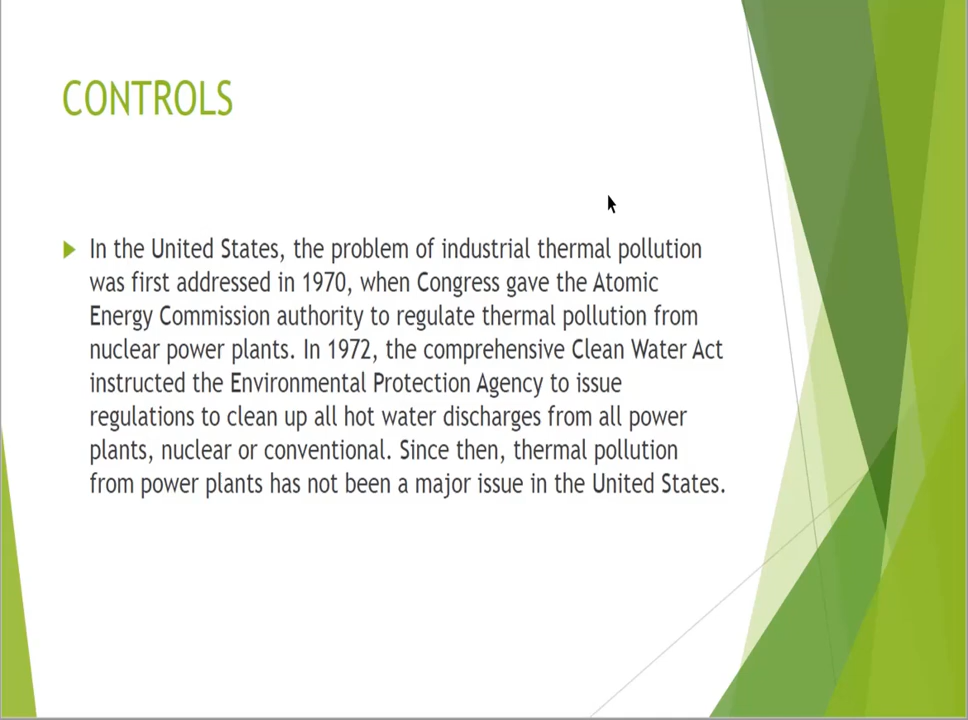 CONTROLS
In the United States, the problem of industrial thermal pollution
was first addressed in 1970, when Congress gave the Atomic
Energy Commission authority to regulate thermal pollution from
nuclear power plants. In 1972, the comprehensive Clean Water Act
instructed the Environmental Protection Agency to issue
regulations to clean up all hot water discharges from all power
plants, nuclear or conventional. Since then, thermal pollution
from power plants has not been a major issue in the United States.